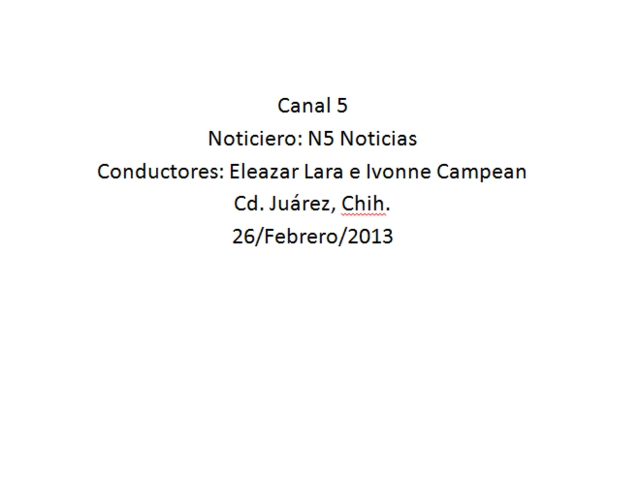 Canal 5
Noticiero: N5 Noticias
Conductores: Eleazar Lara e Ivonne Campean
Cd. Juárez, Chih.
26/Febrero/2013